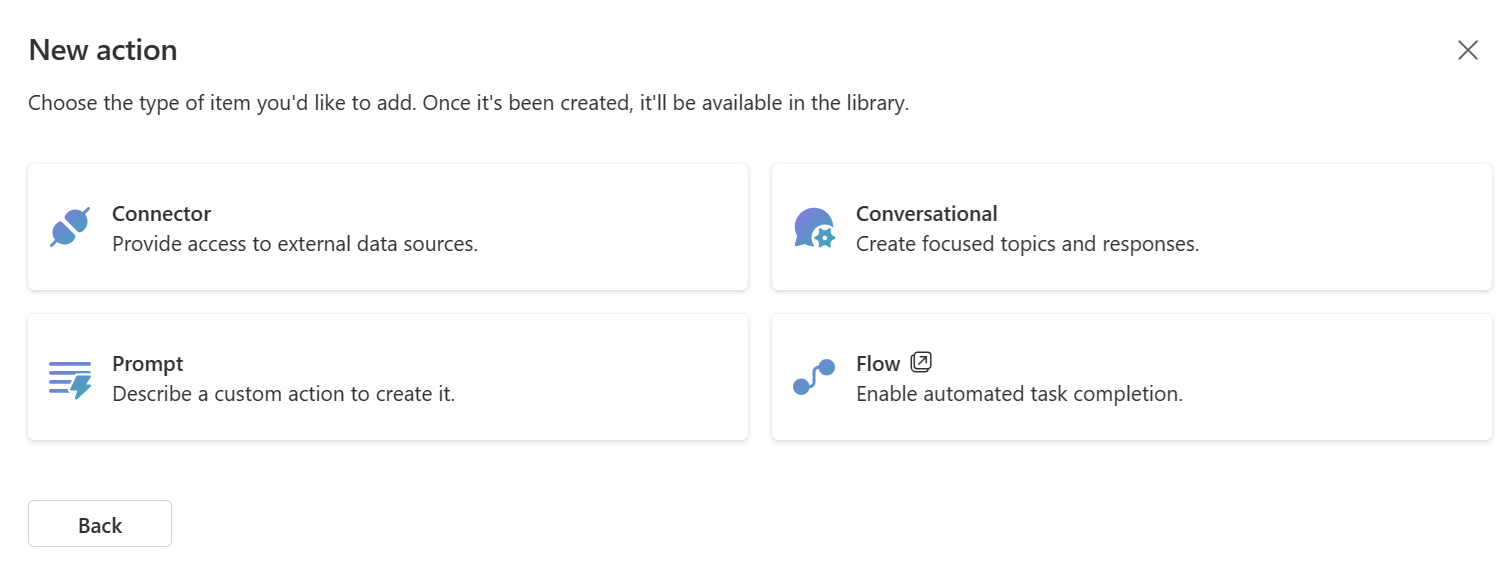 New action
Choose the type of item you'd like to add. Once it's been created, it'll be available in the library.
Connector
Provide access to external data sources.
Conversational
Create focused topics and responses.
Prompt
Describe a custom action to create it.
Flow
Enable automated task completion.
Back